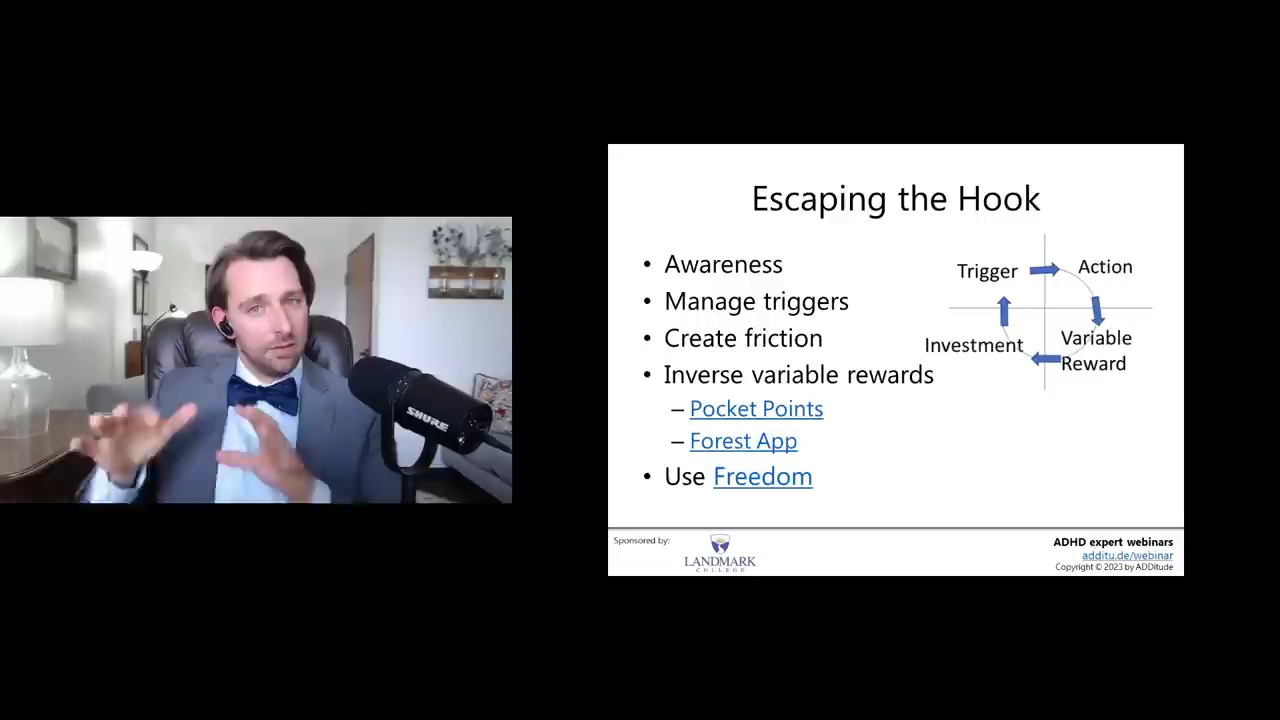 SHURE
Escaping the Hook
• Awareness
• Manage triggers
• Create friction
• Inverse variable rewards
– Pocket Points
– Forest App
• Use Freedom
Trigger
Action
Variable
Reward
Investment
Sponsored by:
LANDMARK
COLLEGE
ADHD expert webinars
additu.de/webinar
Copyright © 2023 by ADDitude